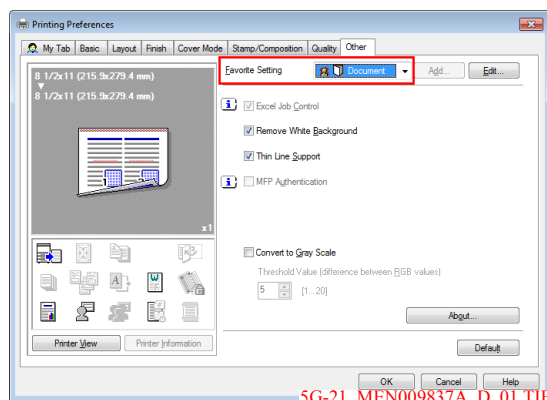 Printing Preferences
My Tab Basic Layout Finish Cover Mode Stamp/Composition Quality Other
8 1/2x11 (215.9x279.4 mm)
8 1/2x11 (215.9x279.4 mm)
x1
Printer View Printer Information
Favorite Setting Document Add... Edit...
Excel Job Control
Remove White Background
Thin Line Support
MFP Authentication
Convert to Gray Scale
Threshold Value (difference between RGB values)
5 [1...20]
About...
Default
OK Cancel Help
5G-21_MFN009837A_D_01.TIF